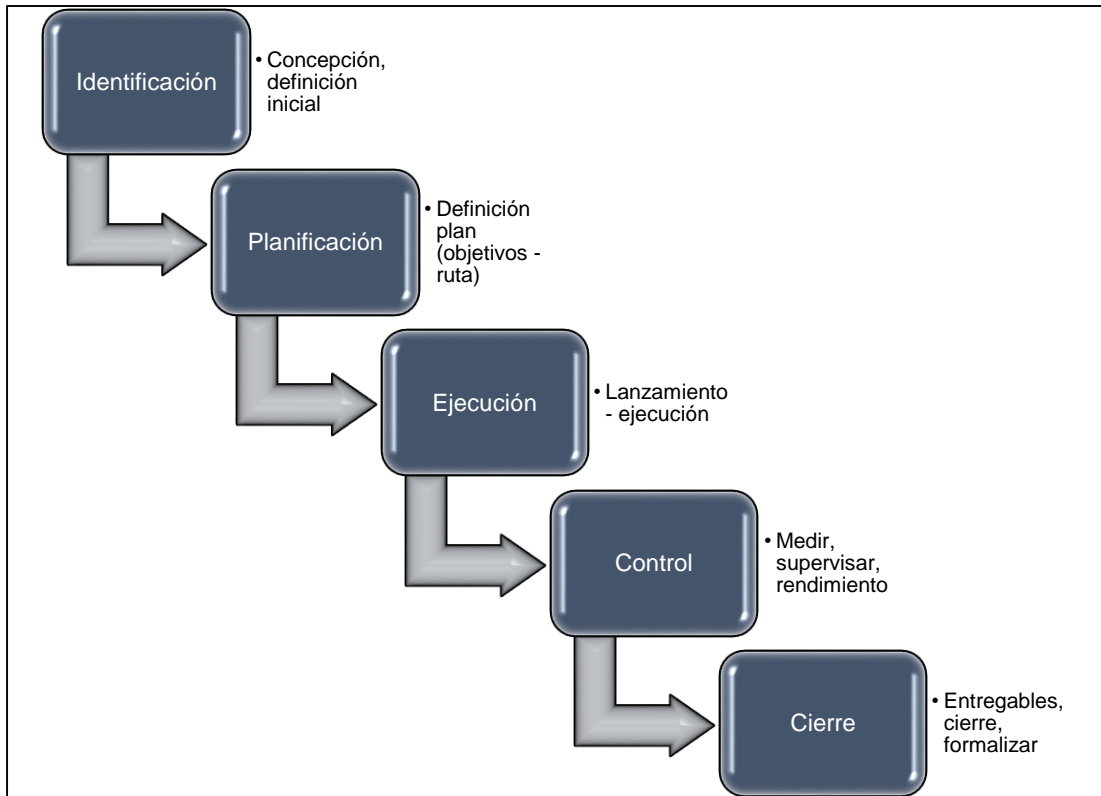 Identificación
• Concepción,
definición
inicial
Planificación
• Definición
plan
(objetivos -
ruta)
Ejecución
• Lanzamiento
- ejecución
Control
• Medir,
supervisar,
rendimiento
Cierre
• Entregables,
cierre,
formalizar